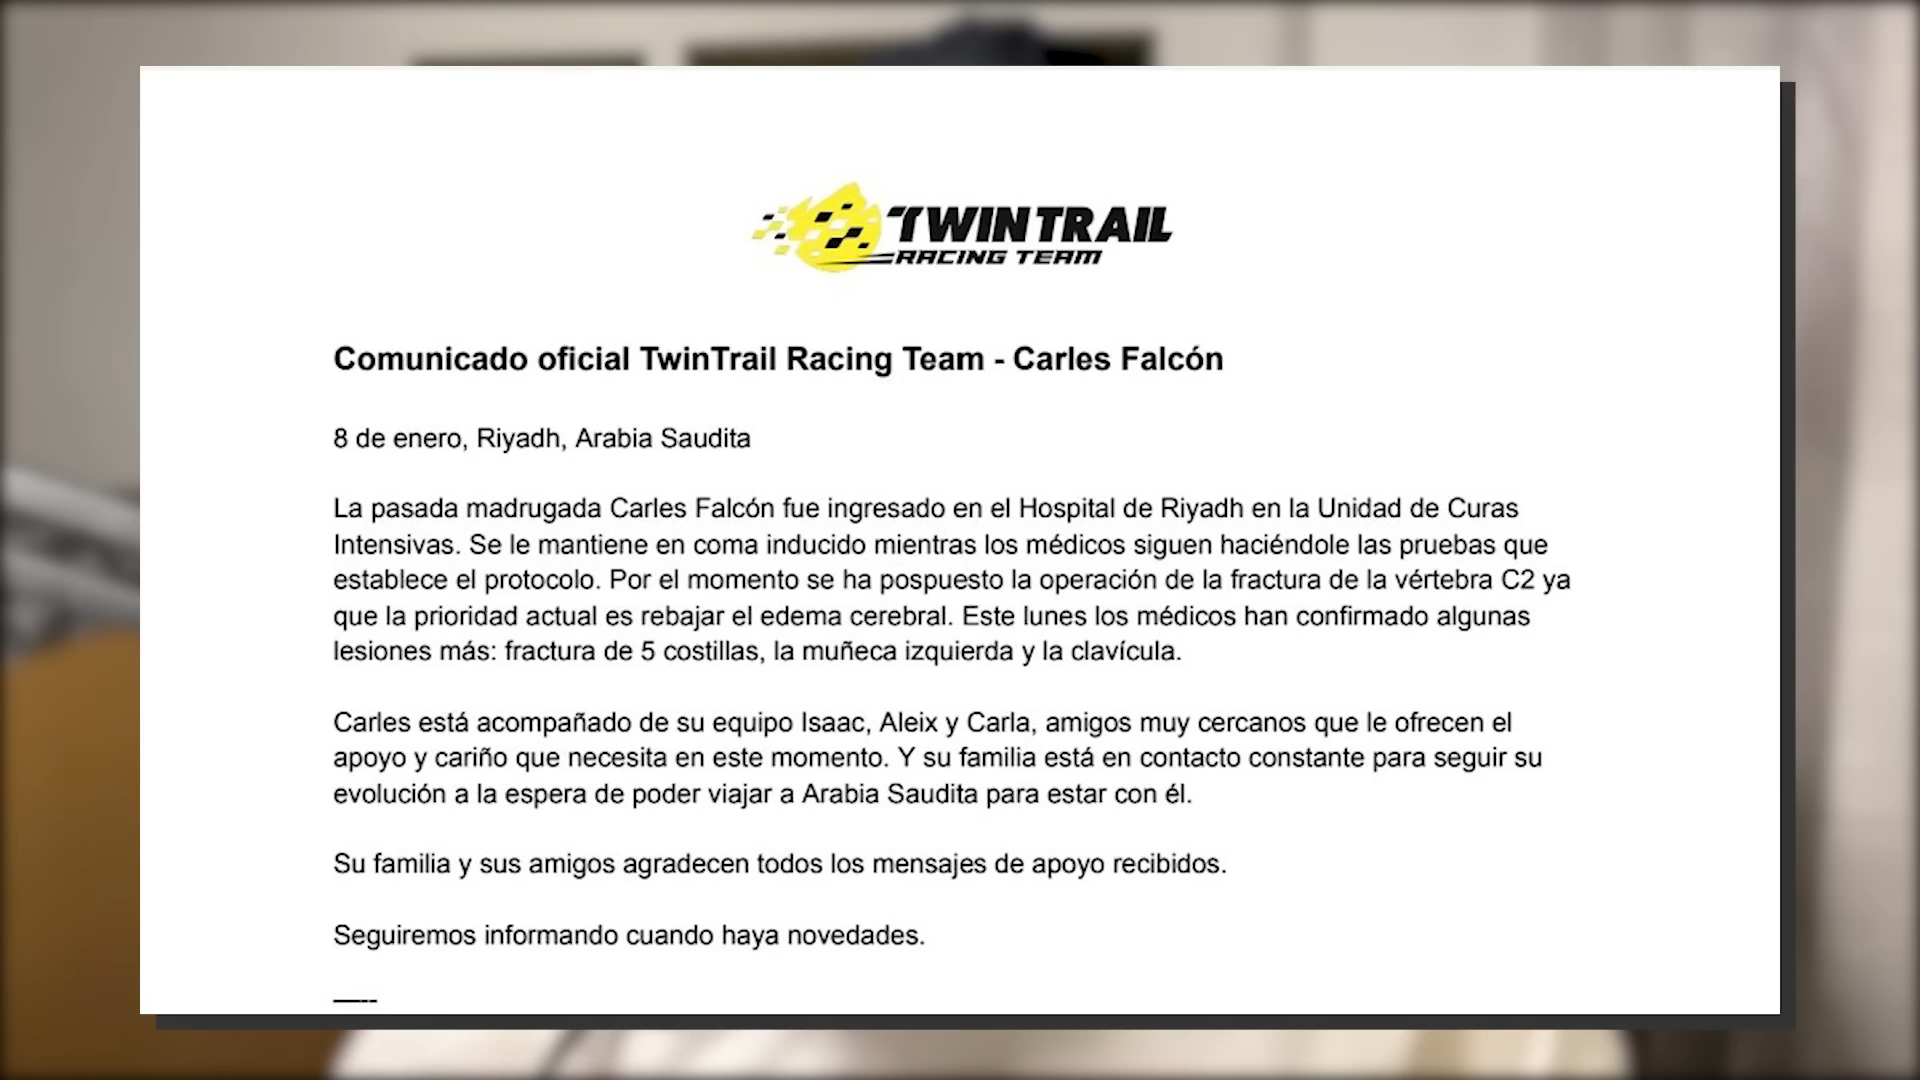 TWINTRAIL
RACING TEAM
Comunicado oficial TwinTrail Racing Team - Carles Falcón
8 de enero, Riyadh, Arabia Saudita
La pasada madrugada Carles Falcón fue ingresado en el Hospital de Riyadh en la Unidad de Curas
Intensivas. Se le mantiene en coma inducido mientras los médicos siguen haciéndole las pruebas que
establece el protocolo. Por el momento se ha pospuesto la operación de la fractura de la vértebra C2 ya
que la prioridad actual es rebajar el edema cerebral. Este lunes los médicos han confirmado algunas
lesiones más: fractura de 5 costillas, la muñeca izquierda y la clavícula.
Carles está acompañado de su equipo Isaac, Aleix y Carla, amigos muy cercanos que le ofrecen el
apoyo y cariño que necesita en este momento. Y su familia está en contacto constante para seguir su
evolución a la espera de poder viajar a Arabia Saudita para estar con él.
Su familia y sus amigos agradecen todos los mensajes de apoyo recibidos.
Seguiremos informando cuando haya novedades.
—--